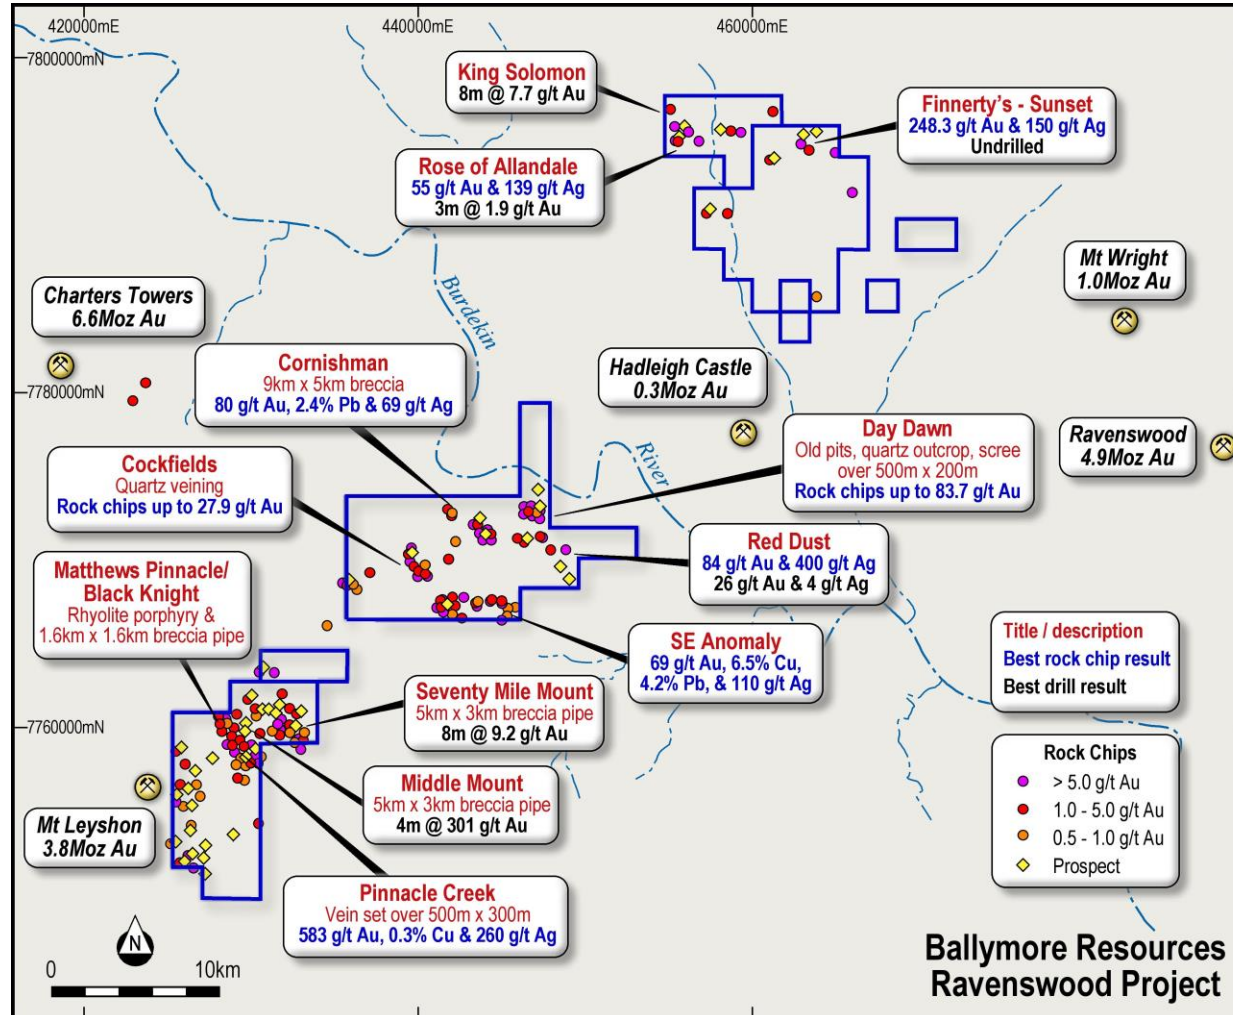 420000mE
440000mE
460000mE
7800000mN
King Solomon
8m @ 7.7 g/t Au
Finnerty's - Sunset
248.3 g/t Au & 150 g/t Ag
Undrilled
Rose of Allandale
55 g/t Au & 139 g/t Ag
3m @ 1.9 g/t Au
Mt Wright
1.0Moz Au
Burdekin
Charters Towers
6.6Moz Au
Cornishman
9km x 5km breccia
80 g/t Au, 2.4% Pb & 69 g/t Ag
Hadleigh Castle
0.3Moz Au
7780000mN
Day Dawn
Old pits, quartz outcrop, scree
over 500m x 200m
Rock chips up to 83.7 g/t Au
Ravenswood
4.9Moz Au
River
Cockfields
Quartz veining
Rock chips up to 27.9 g/t Au
Red Dust
84 g/t Au & 400 g/t Ag
26 g/t Au & 4 g/t Ag
Matthews Pinnacle/
Black Knight
Rhyolite porphyry &
1.6km x 1.6km breccia pipe
SE Anomaly
69 g/t Au, 6.5% Cu,
4.2% Pb, & 110 g/t Ag
Title / description
Best rock chip result
Best drill result
Seventy Mile Mount
5km x 3km breccia pipe
8m @ 9.2 g/t Au
7760000mN
Rock Chips
> 5.0 g/t Au
1.0 - 5.0 g/t Au
0.5 - 1.0 g/t Au
Prospect
Middle Mount
5km x 3km breccia pipe
4m @ 301 g/t Au
Mt Leyshon
3.8Moz Au
Pinnacle Creek
Vein set over 500m x 300m
583 g/t Au, 0.3% Cu & 260 g/t Ag
N
0 10km
Ballymore Resources
Ravenswood Project